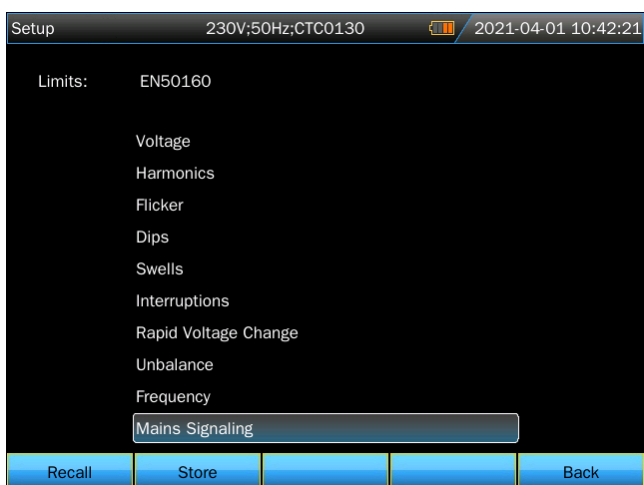 Setup 230V;50Hz;CTC0130 2021-04-01 10:42:21
Limits: EN50160
Voltage
Harmonics
Flicker
Dips
Swells
Interruptions
Rapid Voltage Change
Unbalance
Frequency
Mains Signaling
Recall Store Back